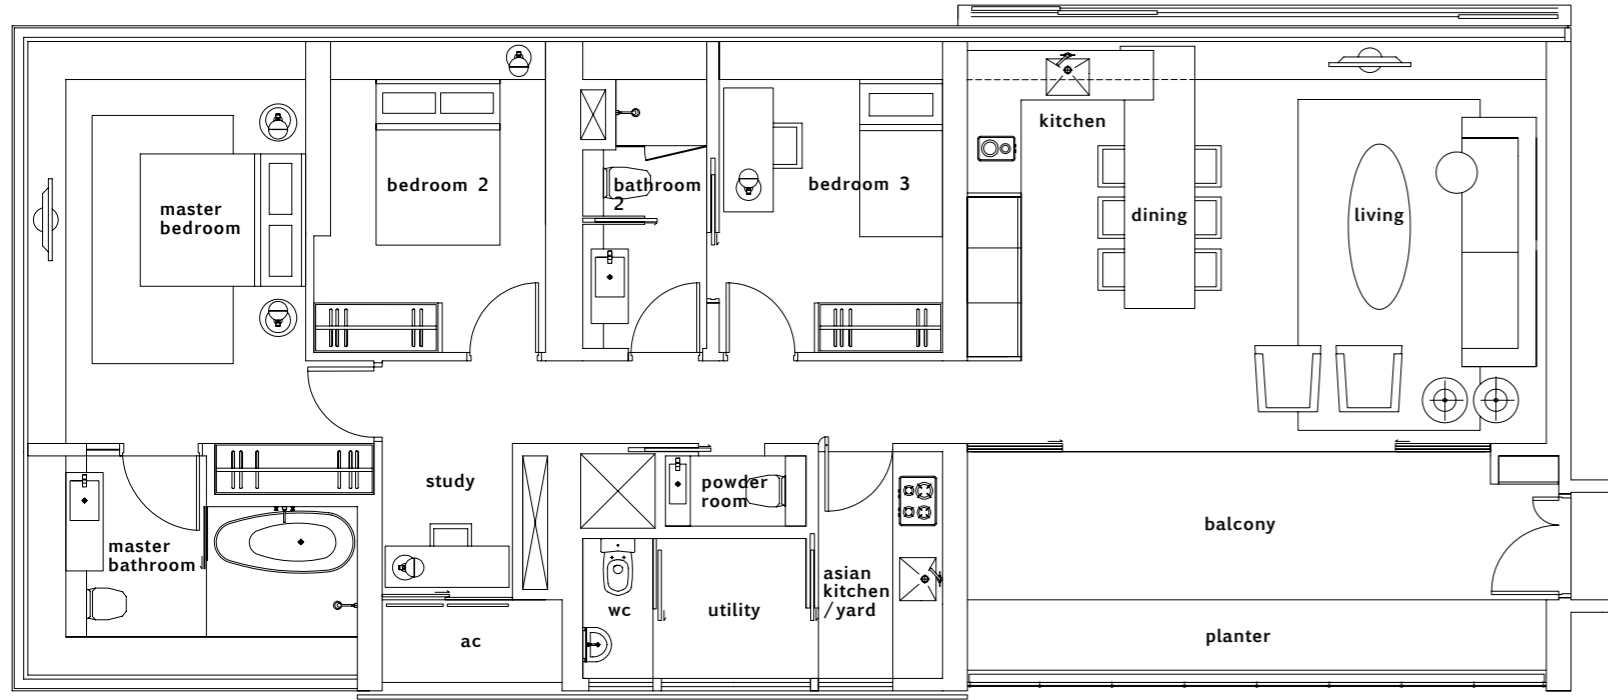 kitchen
bedroom 2
bathroom
2
bedroom 3
master
bedroom
dining
living
study
powder
room
balcony
master
bathroom
asian
kitchen
/yard
wc
utility
ac
planter